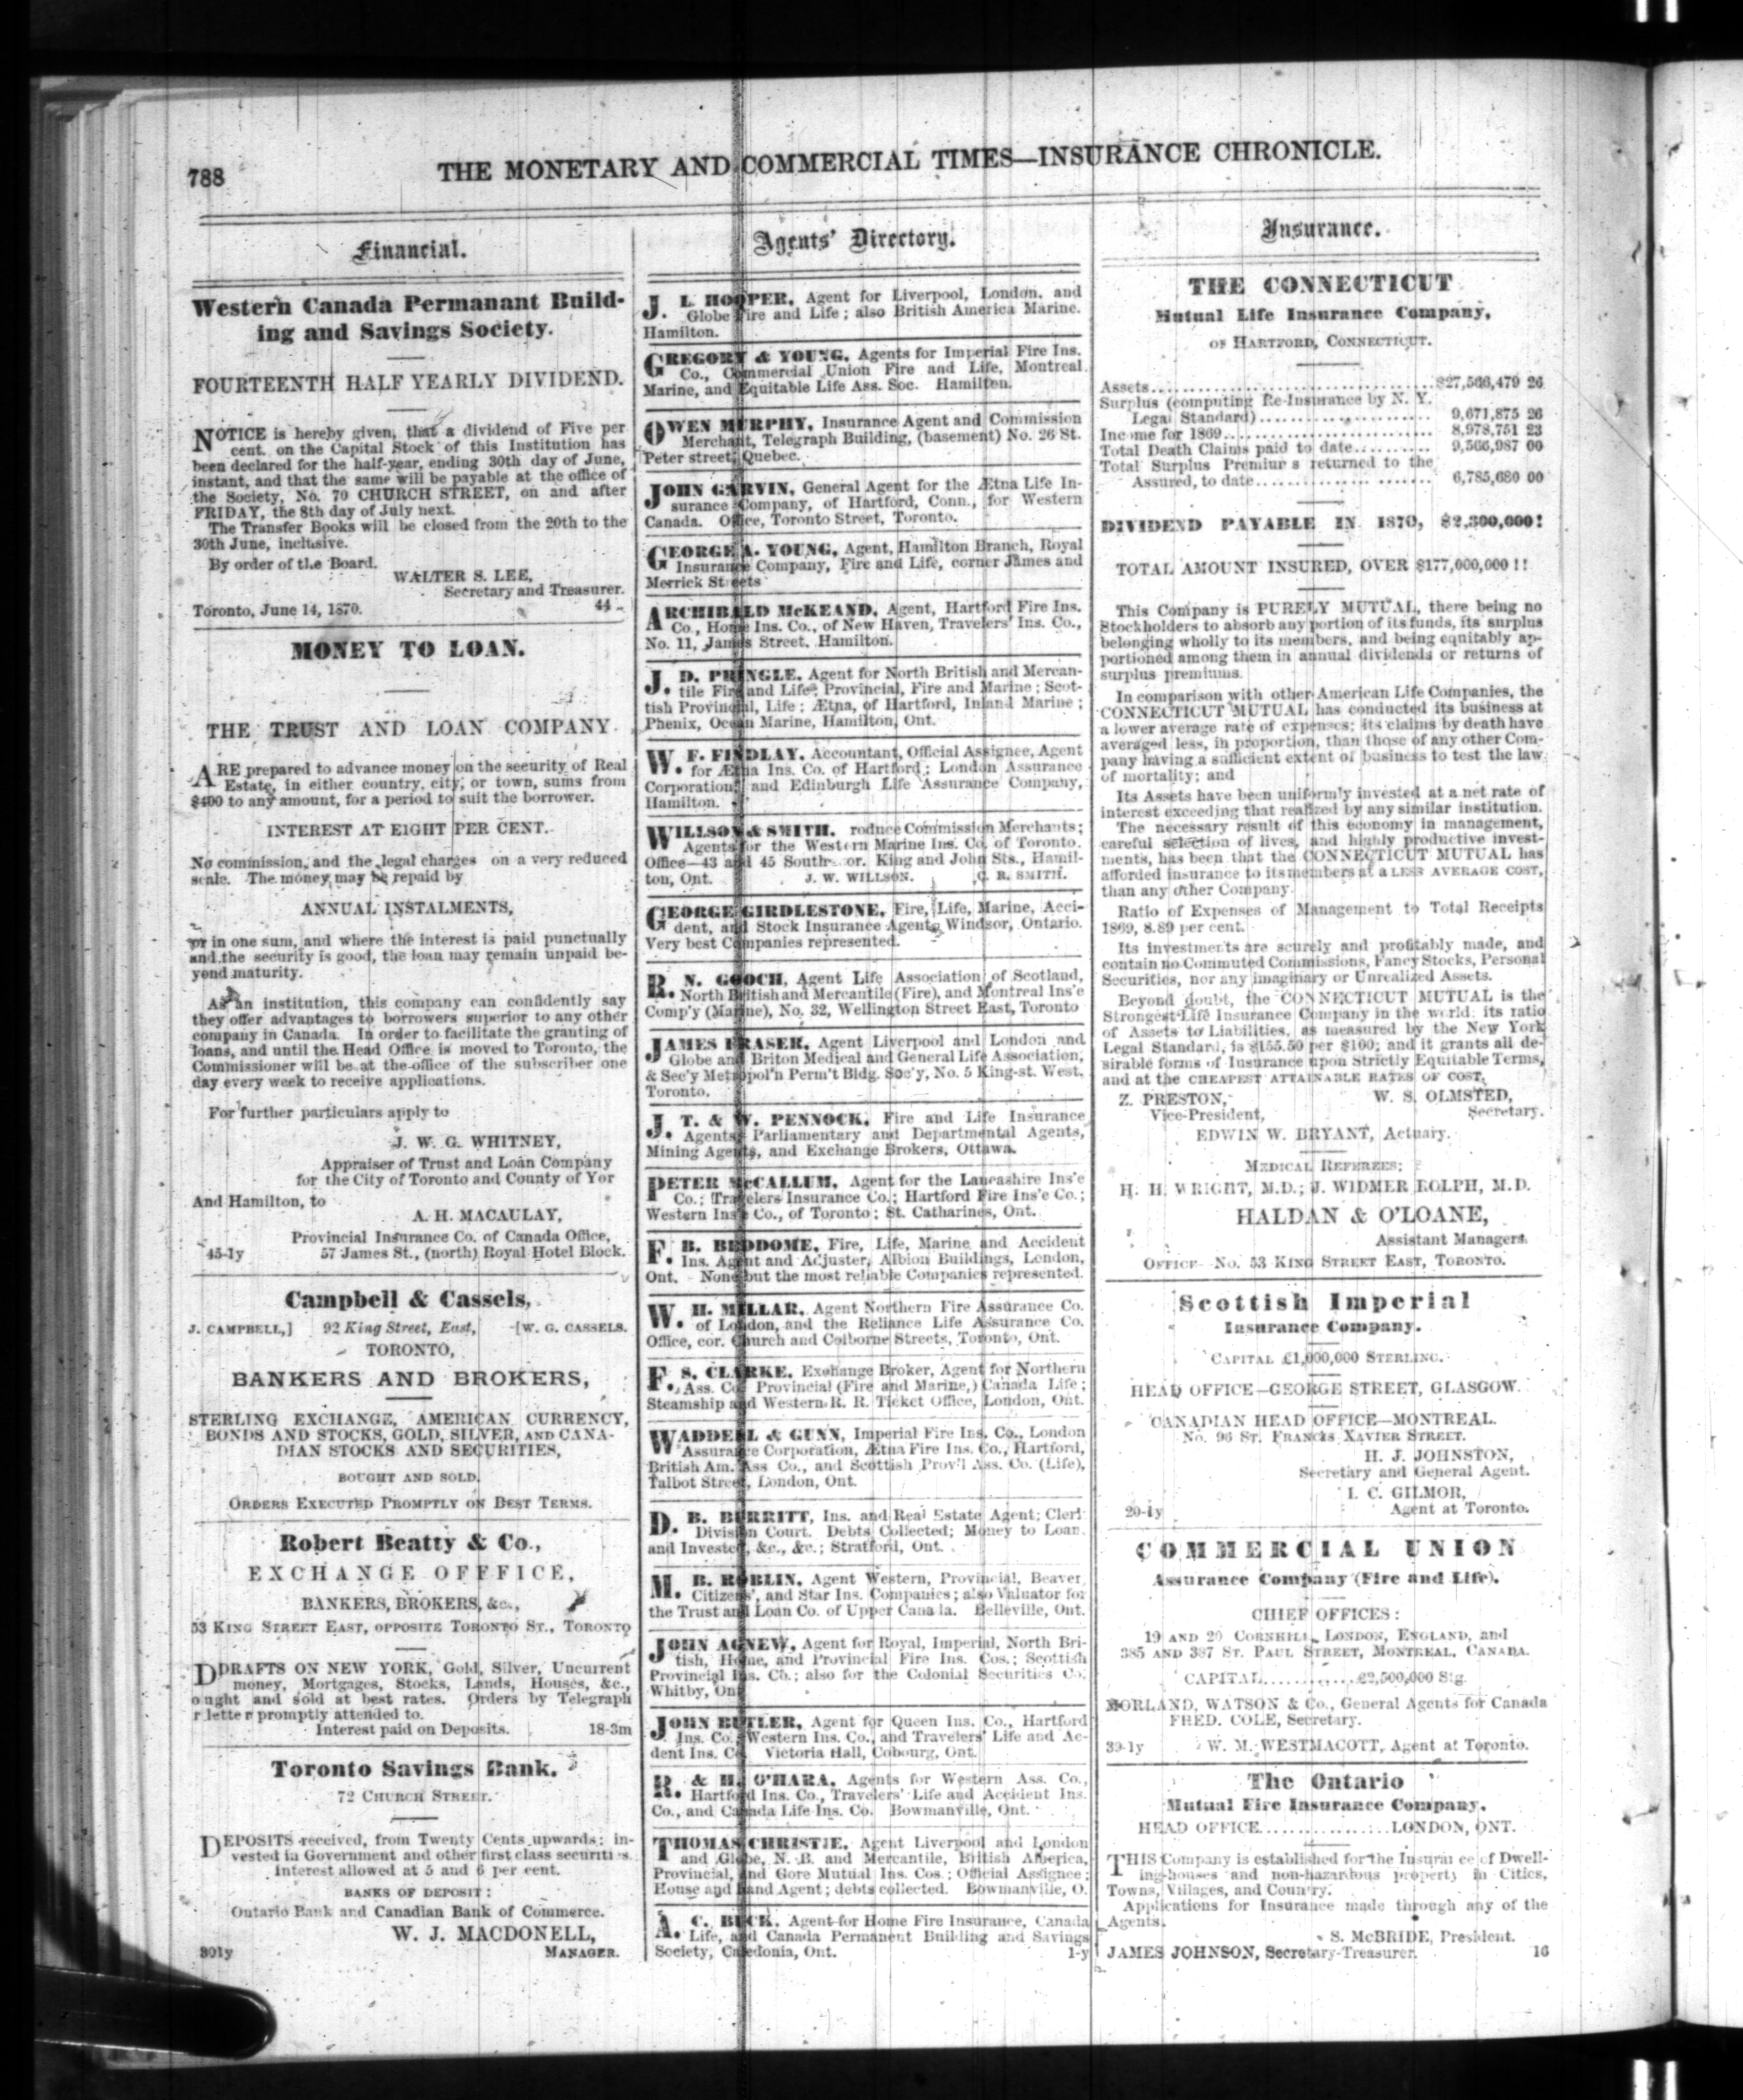 788
THE MONETARY AND COMMERCIAL TIMES—INSURANCE CHRONICLE.
Financial.
Western Canada Permanant Build-
ing and Savings Society.
FOURTEENTH HALF YEARLY DIVIDEND.
NOTICE is hereby given, that a dividend of Five per
cent. on the Capital Stock of this Institution has
been declared for the half-year, ending 30th day of June,
instant, and that the same will be payable at the office of
the Society, No. 70 CHURCH STREET, on and after
FRIDAY, the 8th day of July next.
The Transfer Books will be closed from the 20th to the
30th June, inclusive.
By order of the Board.
WALTER S. LEE,
Secretary and Treasurer.
Toronto, June 14, 1870. 44
MONEY TO LOAN.
THE TRUST AND LOAN COMPANY
ARE prepared to advance money on the security of Real
Estate, in either country, city, or town, sums from
$400 to any amount, for a period to suit the borrower.
INTEREST AT EIGHT PER CENT.
No commission, and the legal charges on a very reduced
scale. The money may be repaid by
ANNUAL INSTALMENTS,
or in one sum, and where the interest is paid punctually
and the security is good, the loan may remain unpaid be-
yond maturity.
As an institution, this company can confidently say
they offer advantages to borrowers superior to any other
company in Canada. In order to facilitate the granting of
loans, and until the Head Office is moved to Toronto, the
Commissioner will be at the office of the subscriber one
day every week to receive applications.
For further particulars apply to
J. W. G. WHITNEY,
Appraiser of Trust and Loan Company
for the City of Toronto and County of Yor
And Hamilton, to
A. H. MACAULAY,
Provincial Insurance Co. of Canada Office,
45-1y 57 James St., (north) Royal Hotel Block.
Campbell & Cassels,
J. CAMPBELL,] 92 King Street, East, [W. G. CASSELS.
TORONTO,
BANKERS AND BROKERS,
STERLING EXCHANGE, AMERICAN CURRENCY,
BONDS AND STOCKS, GOLD, SILVER, AND CANA-
DIAN STOCKS AND SECURITIES,
BOUGHT AND SOLD.
ORDERS EXECUTED PROMPTLY ON BEST TERMS.
Robert Beatty & Co.,
EXCHANGE OFFFICE,
BANKERS, BROKERS, &c.,
53 KING STREET EAST, OPPOSITE TORONTO ST., TORONTO
DDRAFTS ON NEW YORK, Gold, Silver, Uncurrent
money, Mortgages, Stocks, Lands, Houses, &c.,
ought and sold at best rates. Orders by Telegraph
r letter promptly attended to.
Interest paid on Deposits. 18-3m
Toronto Savings Bank.
72 CHURCH STREET.
DEPOSITS received, from Twenty Cents upwards; in-
vested in Government and other first class securities.
Interest allowed at 5 and 6 per cent.
BANKS OF DEPOSIT:
Ontario Bank and Canadian Bank of Commerce.
W. J. MACDONELL,
301y MANAGER.
Agents' Directory.
J. L. HOOPER, Agent for Liverpool, London, and
Globe Fire and Life; also British America Marine.
Hamilton.
GREGORY & YOUNG, Agents for Imperial Fire Ins.
Co., Commercial Union Fire and Life, Montreal
Marine, and Equitable Life Ass. Soc. Hamilton.
OWEN MURPHY, Insurance Agent and Commission
Merchant, Telegraph Building, (basement) No. 26 St.
Peter street, Quebec.
JOHN GARVIN, General Agent for the Ætna Life In-
surance Company, of Hartford, Conn., for Western
Canada. Office, Toronto Street, Toronto.
GEORGE A. YOUNG, Agent, Hamilton Branch, Royal
Insurance Company, Fire and Life, corner James and
Merrick Streets
ARCHIBALD McKEAND, Agent, Hartford Fire Ins.
Co., Home Ins. Co., of New Haven, Travelers' Ins. Co.,
No. 11, James Street, Hamilton.
J. D. PRINGLE, Agent for North British and Mercan-
tile Fire and Life; Provincial, Fire and Marine; Scot-
tish Provincial, Life; Ætna, of Hartford, Inland Marine;
Phenix, Ocean Marine, Hamilton, Ont.
W. F. FINDLAY, Accountant, Official Assignee, Agent
for Ætna Ins. Co. of Hartford; London Assurance
Corporation, and Edinburgh Life Assurance Company,
Hamilton.
WILLSON & SMITH, roduce Commission Merchants;
Agents for the Western Marine Ins. Co. of Toronto.
Office—43 and 45 South or. King and John Sts., Hamil-
ton, Ont. J. W. WILLSON. C. R. SMITH.
GEORGE GIRDLESTONE, Fire, Life, Marine, Acci-
dent, and Stock Insurance Agent, Windsor, Ontario.
Very best Companies represented.
R. N. GOOCH, Agent Life Association of Scotland,
North British and Mercantile (Fire), and Montreal Ins'e
Comp'y (Marine), No. 32, Wellington Street East, Toronto
JAMES FRASER, Agent Liverpool and London and
Globe and Briton Medical and General Life Association,
& Sec'y Metropol'n Perm't Bldg. Soc'y, No. 5 King-st. West,
Toronto.
J. T. & W. PENNOCK, Fire and Life Insurance
Agents, Parliamentary and Departmental Agents,
Mining Agents, and Exchange Brokers, Ottawa.
PETER McCALLUM, Agent for the Lancashire Ins'e
Co.; Travelers Insurance Co.; Hartford Fire Ins'e Co.;
Western Ins'e Co., of Toronto; St. Catharines, Ont.
F. B. BEDDOME, Fire, Life, Marine and Accident
Ins. Agent and Adjuster, Albion Buildings, London,
Ont. None but the most reliable Companies represented.
W. H. MILLAR, Agent Northern Fire Assurance Co.
of London, and the Reliance Life Assurance Co.
Office, cor. Church and Colborne Streets, Toronto, Ont.
F. S. CLARKE, Exchange Broker, Agent for Northern
Ass. Co. Provincial (Fire and Marine,) Canada Life;
Steamship and Western R. R. Ticket Office, London, Ont.
WADDELL & GUNN, Imperial Fire Ins. Co., London
Assurance Corporation, Ætna Fire Ins. Co., Hartford,
British Am. Ass Co., and Scottish Prov'l Ass. Co. (Life),
Talbot Street, London, Ont.
D. B. BURRITT, Ins. and Real Estate Agent; Clerk
Division Court. Debts Collected; Money to Loan
and Invested, &c., &c.; Stratford, Ont.
M. B. ROBLIN, Agent Western, Provincial, Beaver
Citizens', and Star Ins. Companies; also Valuator for
the Trust and Loan Co. of Upper Canada. Belleville, Ont.
JOHN AGNEW, Agent for Royal, Imperial, North Bri-
tish, Home, and Provincial Fire Ins. Cos.; Scottish
Provincial Ins. Co.; also for the Colonial Securities Co.
Whitby, Ont
JOHN BUTLER, Agent for Queen Ins. Co., Hartford
Ins. Co., Western Ins. Co., and Travelers' Life and Ac-
dent Ins. Co. Victoria Hall, Cobourg, Ont.
R. & H. O'HARA, Agents for Western Ass. Co.,
Hartford Ins. Co., Travelers' Life and Accident Ins.
Co., and Canada Life Ins. Co. Bowmanville, Ont.
THOMAS CHRISTIE, Agent Liverpool and London
and Globe, N. B. and Mercantile, British America,
Provincial, and Gore Mutual Ins. Cos.; Official Assignee;
House and Land Agent; debts collected. Bowmanville, O.
A. C. BUCK, Agent for Home Fire Insurance, Canada
Life, and Canada Permanent Building and Savings
Society, Caledonia, Ont. 1-y
Insurance.
THE CONNECTICUT
Mutual Life Insurance Company,
OF HARTFORD, CONNECTICUT.
Assets.................... $27,566,479 26
Surplus (computing Re-Insurance by N. Y.
Legal Standard).................... 9,671,875 26
Income for 1869.................... 8,978,751 23
Total Death Claims paid to date.......... 9,566,987 00
Total Surplus Premiums returned to the
Assured, to date.................... 6,785,680 00
DIVIDEND PAYABLE IN 1870, $2,300,000!
TOTAL AMOUNT INSURED, OVER $177,000,000!!
This Company is PURELY MUTUAL, there being no
Stockholders to absorb any portion of its funds, its surplus
belonging wholly to its members, and being equitably ap-
portioned among them in annual dividends or returns of
surplus premiums.
In comparison with other American Life Companies, the
CONNECTICUT MUTUAL has conducted its business at
a lower average rate of expenses; its claims by death have
averaged less, in proportion, than those of any other Com-
pany having a sufficient extent of business to test the law
of mortality; and
Its Assets have been uniformly invested at a net rate of
interest exceeding that realized by any similar institution.
The necessary result of this economy in management,
careful selection of lives, and highly productive invest-
ments, has been that the CONNECTICUT MUTUAL has
afforded insurance to its members at a LESS AVERAGE COST,
than any other Company.
Ratio of Expenses of Management to Total Receipts
1869, 8.89 per cent.
Its investments are scurely and profitably made, and
contain no Commuted Commissions, Fancy Stocks, Personal
Securities, nor any imaginary or Unrealized Assets.
Beyond doubt, the CONNECTICUT MUTUAL is the
Strongest Life Insurance Company in the world: its ratio
of Assets to Liabilities, as measured by the New York
Legal Standard, is $155.50 per $100; and it grants all de-
sirable forms of Insurance upon Strictly Equitable Terms,
and at the CHEAPEST ATTAINABLE RATES OF COST.
Z. PRESTON, W. S. OLMSTED,
Vice-President, Secretary.
EDWIN W. BRYANT, Actuary.
MEDICAL REFEREES:
H. H. WRIGHT, M.D.; J. WIDMER ROLPH, M.D.
HALDAN & O'LOANE,
Assistant Managers.
OFFICE—No. 53 KING STREET EAST, TORONTO.
Scottish Imperial
Insurance Company.
CAPITAL £1,000,000 STERLING.
HEAD OFFICE—GEORGE STREET, GLASGOW.
CANADIAN HEAD OFFICE—MONTREAL.
No. 96 ST. FRANCIS XAVIER STREET.
H. J. JOHNSTON,
Secretary and General Agent.
I. C. GILMOR,
20-1y Agent at Toronto.
COMMERCIAL UNION
Assurance Company (Fire and Life).
CHIEF OFFICES:
19 AND 20 CORNHILL, LONDON, ENGLAND, and
385 AND 387 ST. PAUL STREET, MONTREAL, CANADA.
CAPITAL............£2,500,000 Stg.
MORLAND, WATSON & Co., General Agents for Canada
FRED. COLE, Secretary.
39-1y W. M. WESTMACOTT, Agent at Toronto.
The Ontario
Mutual Fire Insurance Company.
HEAD OFFICE..............LONDON, ONT.
THIS Company is established for the Insurance of Dwell-
ing-houses and non-hazardous property in Cities,
Towns, Villages, and Country.
Applications for Insurance made through any of the
Agents.
S. McBRIDE, President.
JAMES JOHNSON, Secretary-Treasurer. 16